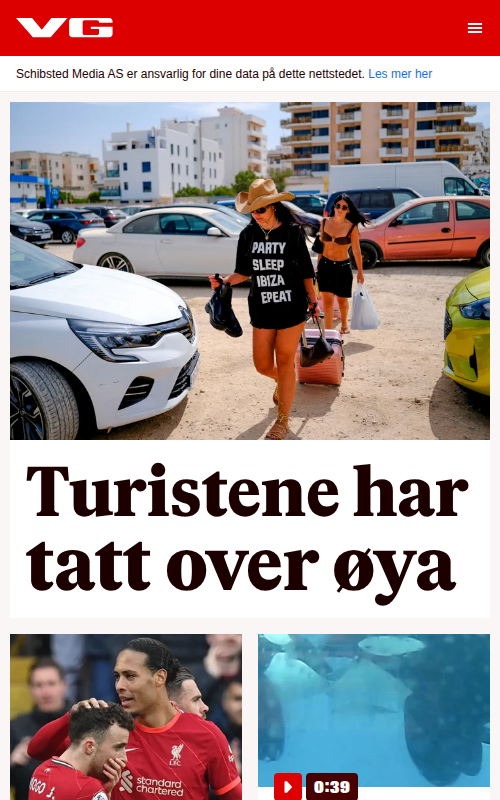 VG
Schibsted Media AS er ansvarlig for dine data på dette nettstedet. Les mer her
PARTY
SLEEP
IBIZA
EPEAT
Turistene har
tatt over øya
L.F.C.
standard
chartered
0:39